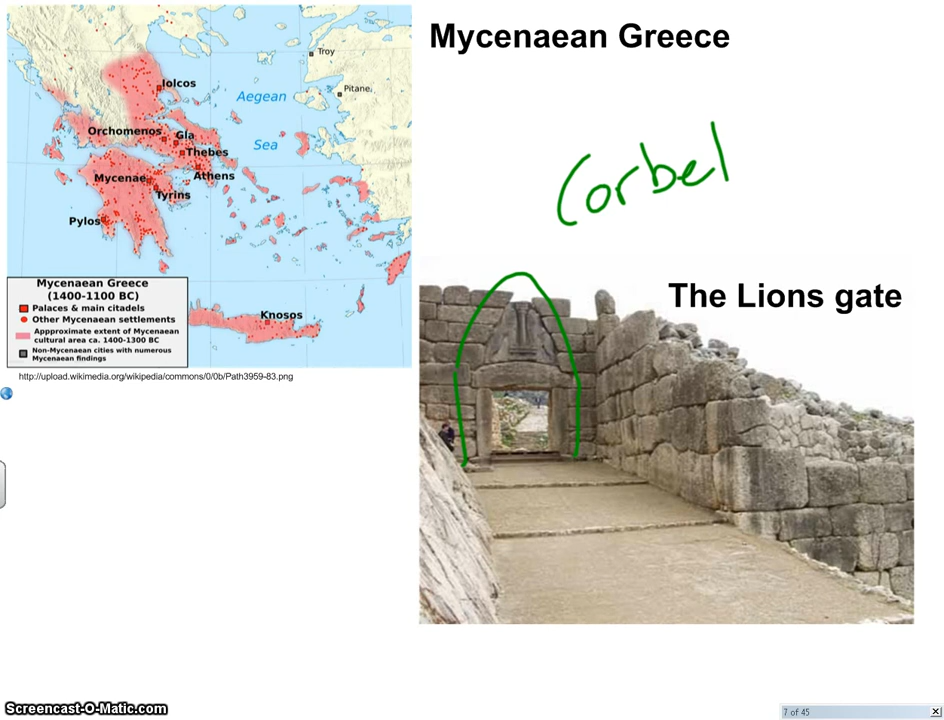 Mycenaean Greece
Troy
Pitane
Iolcos
Aegean
Sea
Orchomenos
Gla
Thebes
Athens
Mycenae
Tyrins
Pylos
Knosos
Mycenaean Greece
(1400-1100 BC)
Palaces & main citadels
Other Mycenaean settlements
Appproximate extent of Mycenaean
cultural area ca. 1400-1300 BC
Non-Mycenaean cities with numerous
Mycenaean findings
http://upload.wikimedia.org/wikipedia/commons/0/0b/Path3959-83.png
Corbel
The Lions gate
Screencast-O-Matic.com
7 of 45